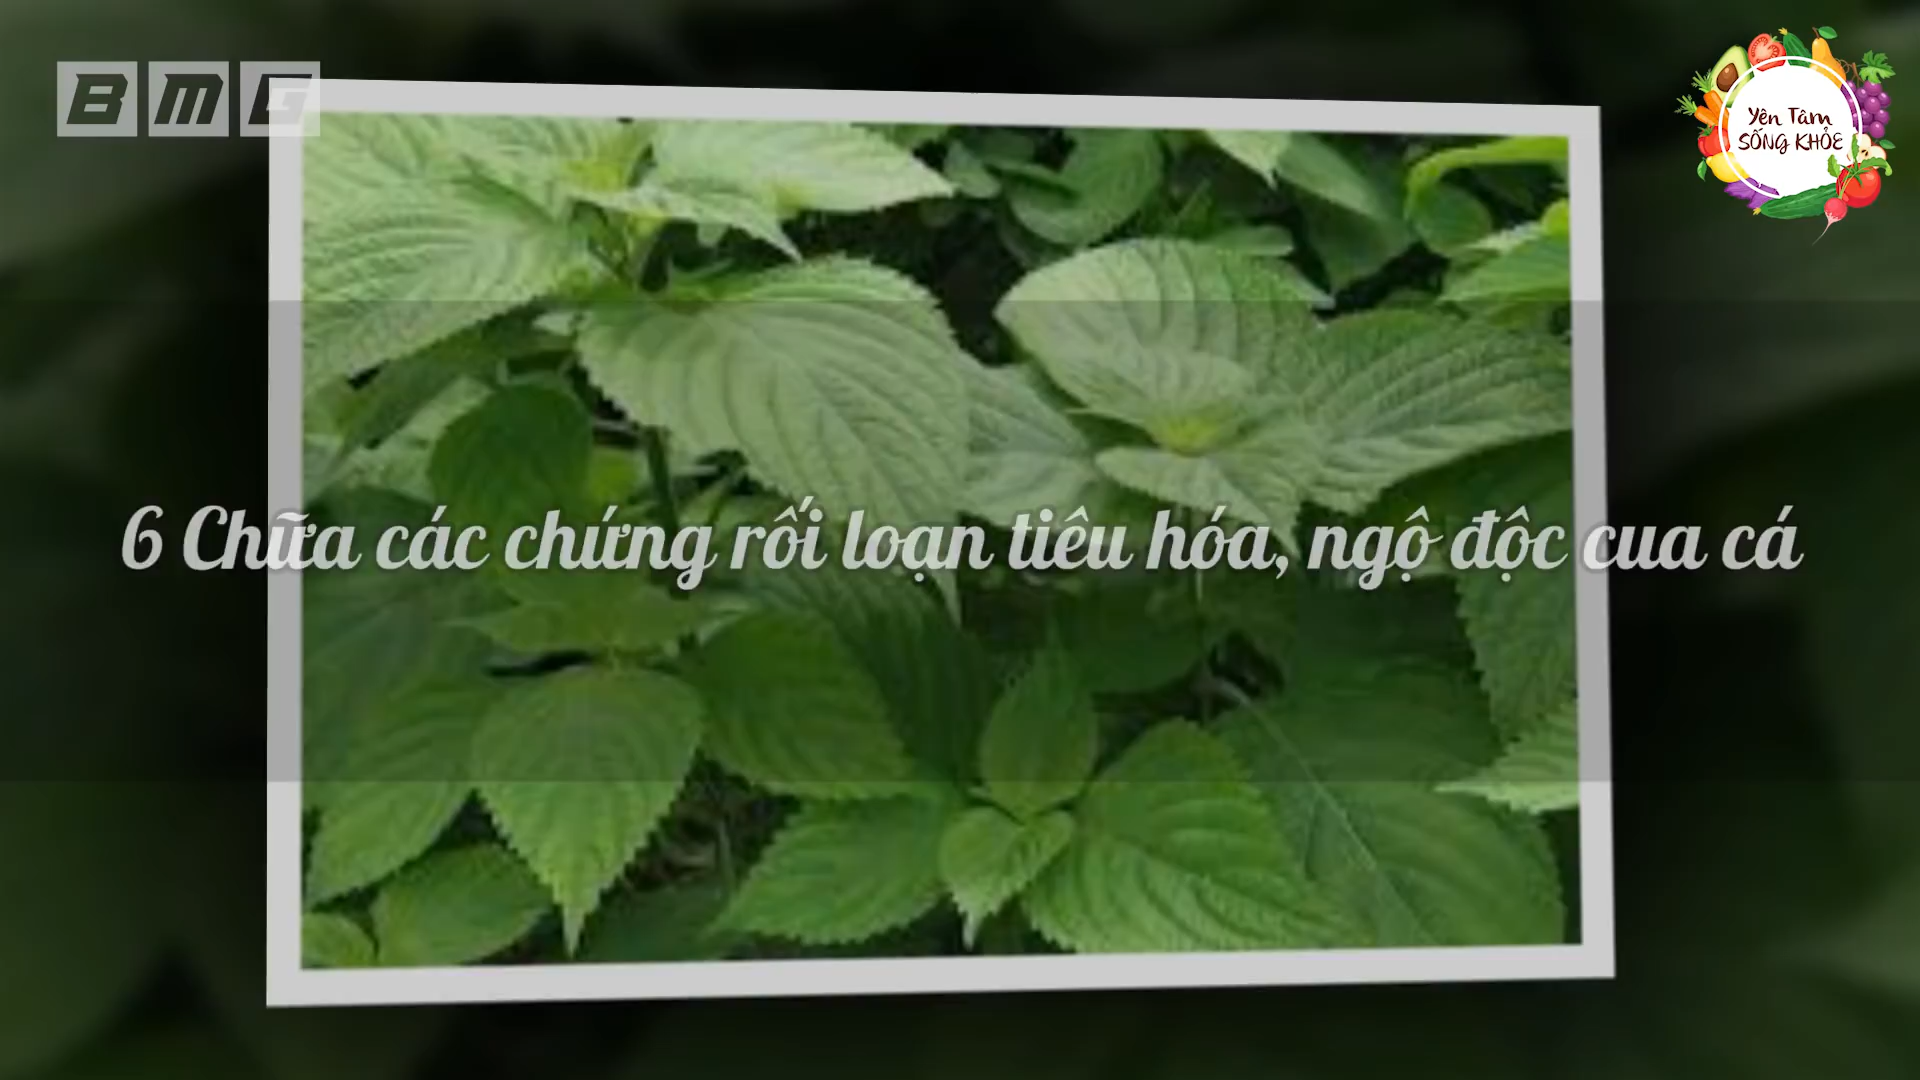 BMG
Yên Tâm
SỐNG KHỎE
6 Chữa các chứng rối loạn tiêu hóa, ngộ độc cua cá